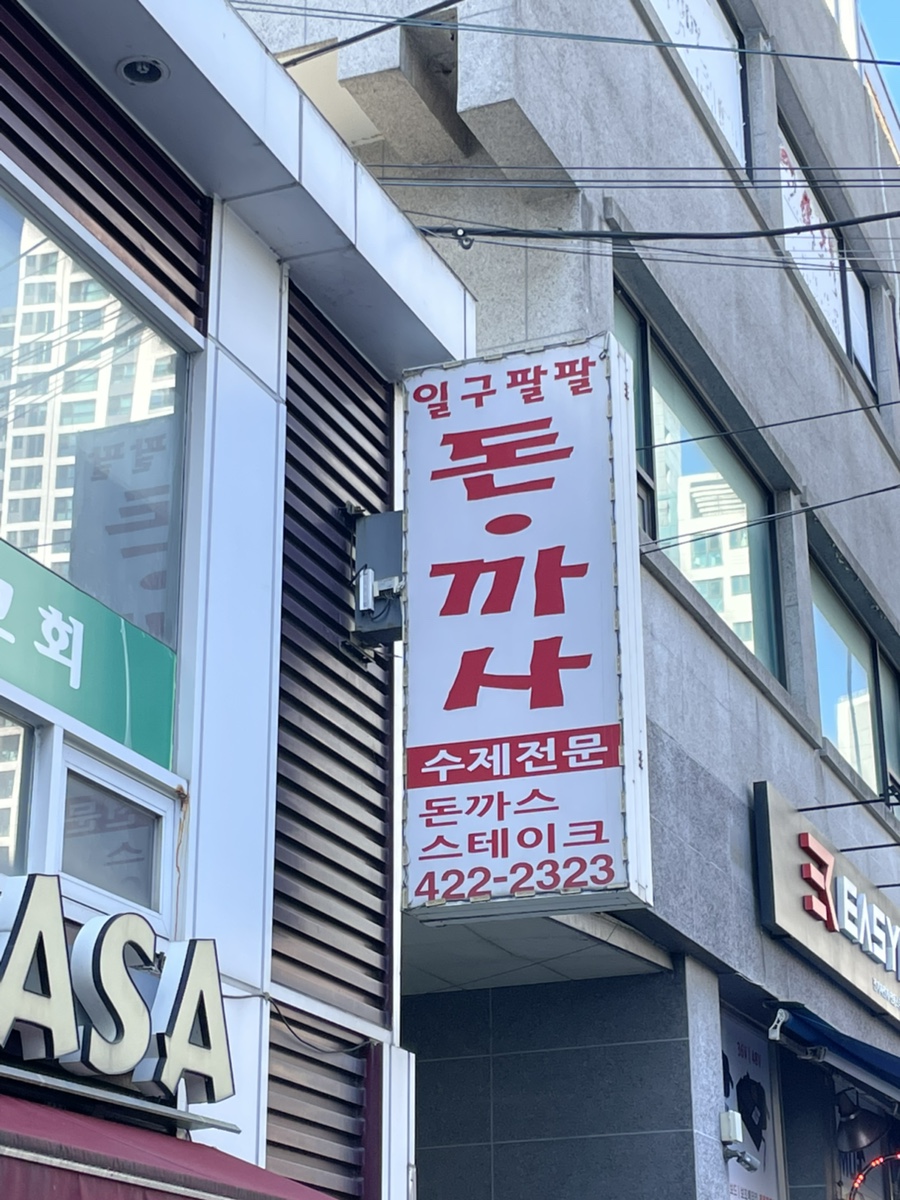 일구팔팔
돈•까사
수제전문
돈까스
스테이크
422-2323
회
ASA
EASY